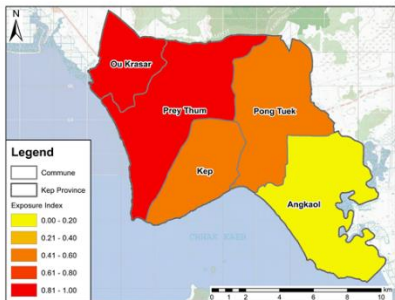 N
Ou Krasar
Prey Thum
Pong Tuek
Kep
Angkaol
Legend
Commune
Kep Province
Exposure Index
0.00 - 0.20
0.21 - 0.40
0.41 - 0.60
0.61 - 0.80
0.81 - 1.00
km
0 1 2 4 6 8 10